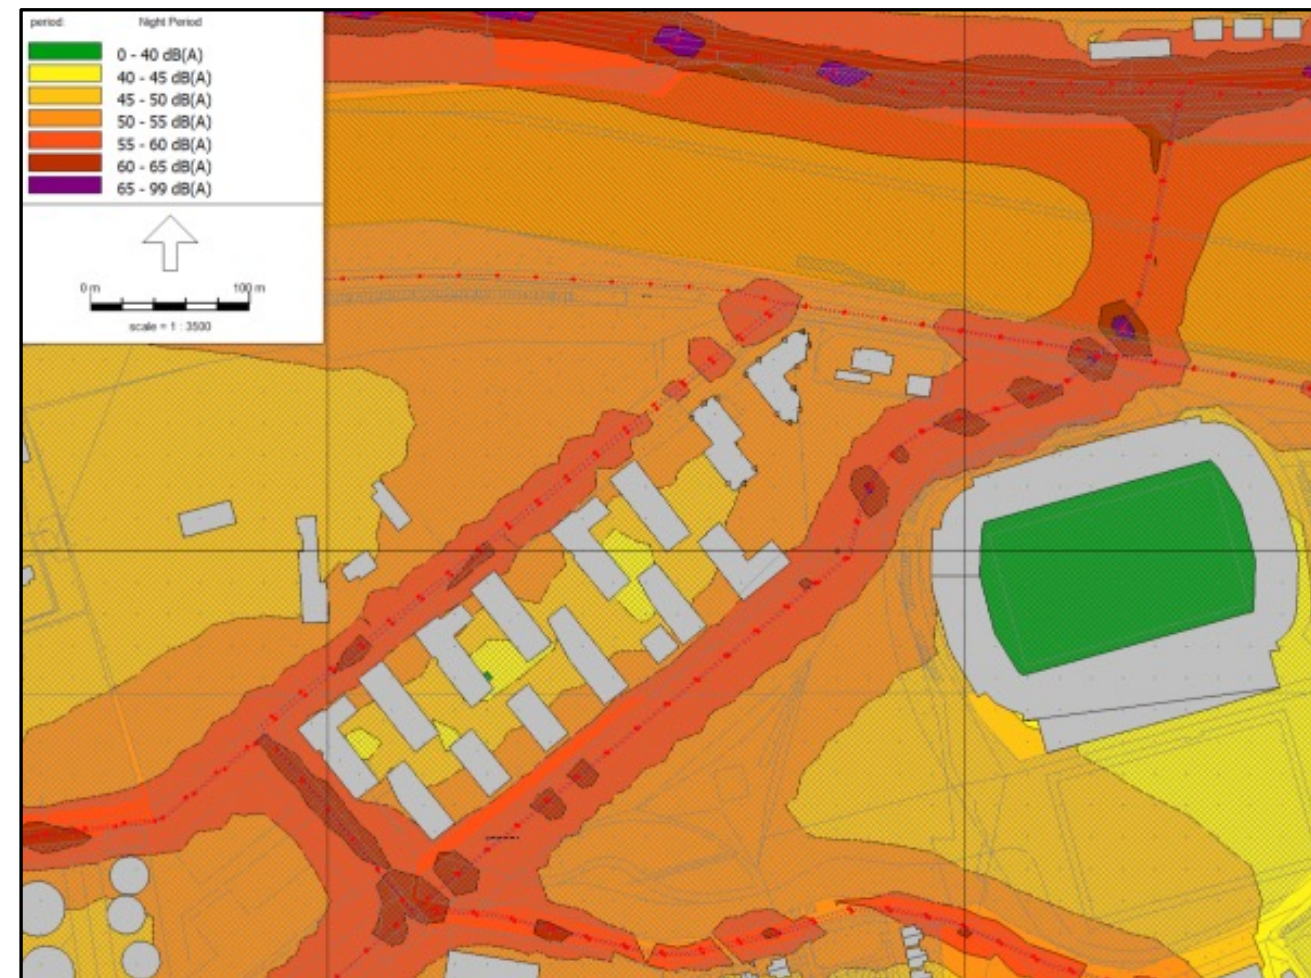 period: Night Period
0 - 40 dB(A)
40 - 45 dB(A)
45 - 50 dB(A)
50 - 55 dB(A)
55 - 60 dB(A)
60 - 65 dB(A)
65 - 99 dB(A)
0 m 100 m
scale = 1 : 3500